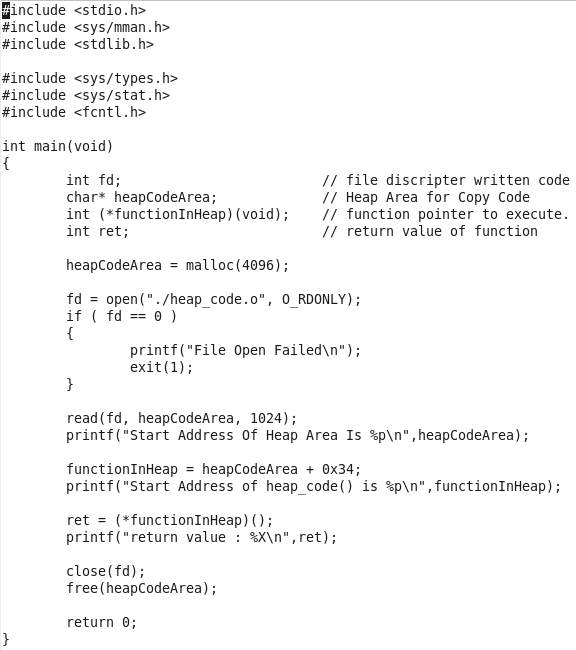 #include <stdio.h>
#include <sys/mman.h>
#include <stdlib.h>

#include <sys/types.h>
#include <sys/stat.h>
#include <fcntl.h>

int main(void)
{
        int fd;                         // file discripter written code
        char* heapCodeArea;             // Heap Area for Copy Code
        int (*functionInHeap)(void);    // function pointer to execute.
        int ret;                        // return value of function

        heapCodeArea = malloc(4096);

        fd = open("./heap_code.o", O_RDONLY);
        if ( fd == 0 )
        {
                printf("File Open Failed\n");
                exit(1);
        }

        read(fd, heapCodeArea, 1024);
        printf("Start Address Of Heap Area Is %p\n",heapCodeArea);

        functionInHeap = heapCodeArea + 0x34;
        printf("Start Address of heap_code() is %p\n",functionInHeap);

        ret = (*functionInHeap)();
        printf("return value : %X\n",ret);

        close(fd);
        free(heapCodeArea);

        return 0;
}